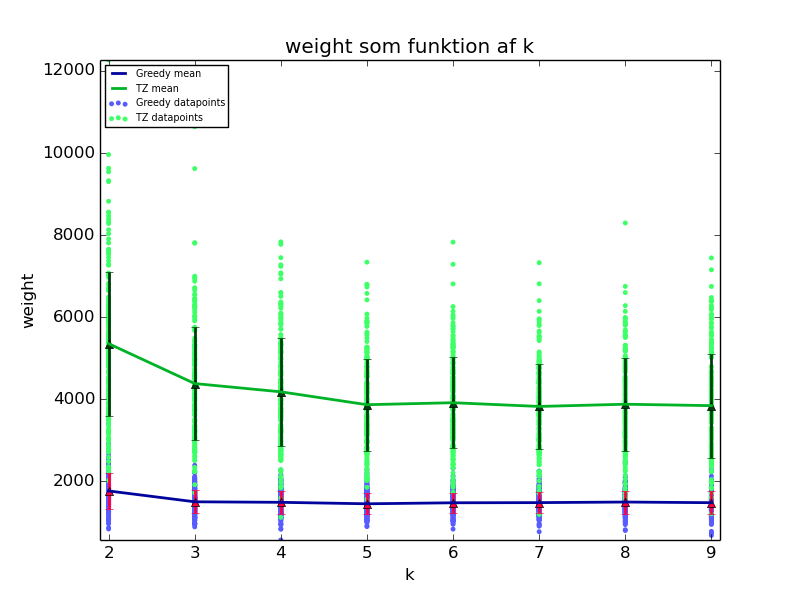 weight som funktion af k
12000
10000
8000
6000
4000
2000
weight
Greedy mean
TZ mean
Greedy datapoints
TZ datapoints
2 3 4 5 6 7 8 9
k